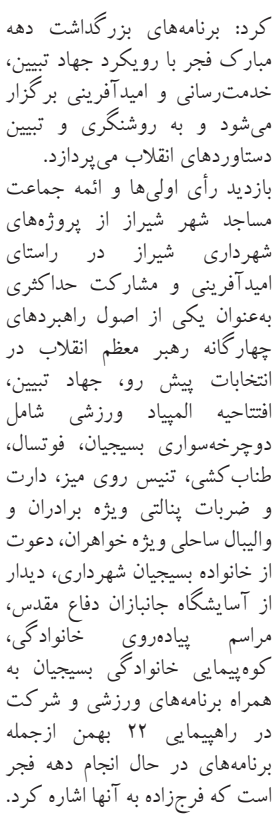 کرد: برنامه‌های بزرگداشت دهه
مبارک فجر با رویکرد جهاد تبیین،
خدمت‌رسانی و امیدآفرینی برگزار
می‌شود و به روشنگری و تبیین
دستاوردهای انقلاب می‌پردازد.
بازدید رأی اولی‌ها و ائمه جماعت
مساجد شهر شیراز از پروژه‌های
شهرداری شیراز در راستای
امیدآفرینی و مشارکت حداکثری
به‌عنوان یکی از اصول راهبردهای
چهارگانه رهبر معظم انقلاب در
انتخابات پیش رو، جهاد تبیین،
افتتاحیه المپیاد ورزشی شامل
دوچرخه‌سواری بسیجیان، فوتسال،
طناب‌کشی، تنیس روی میز، دارت
و ضربات پنالتی ویژه برادران و
والیبال ساحلی ویژه خواهران، دعوت
از خانواده بسیجیان شهرداری، دیدار
از آسایشگاه جانبازان دفاع مقدس،
مراسم پیاده‌روی خانوادگی،
کوه‌پیمایی خانوادگی بسیجیان به
همراه برنامه‌های ورزشی و شرکت
در راهپیمایی ۲۲ بهمن ازجمله
برنامه‌های در حال انجام دهه فجر
است که فرج‌زاده به آنها اشاره کرد.